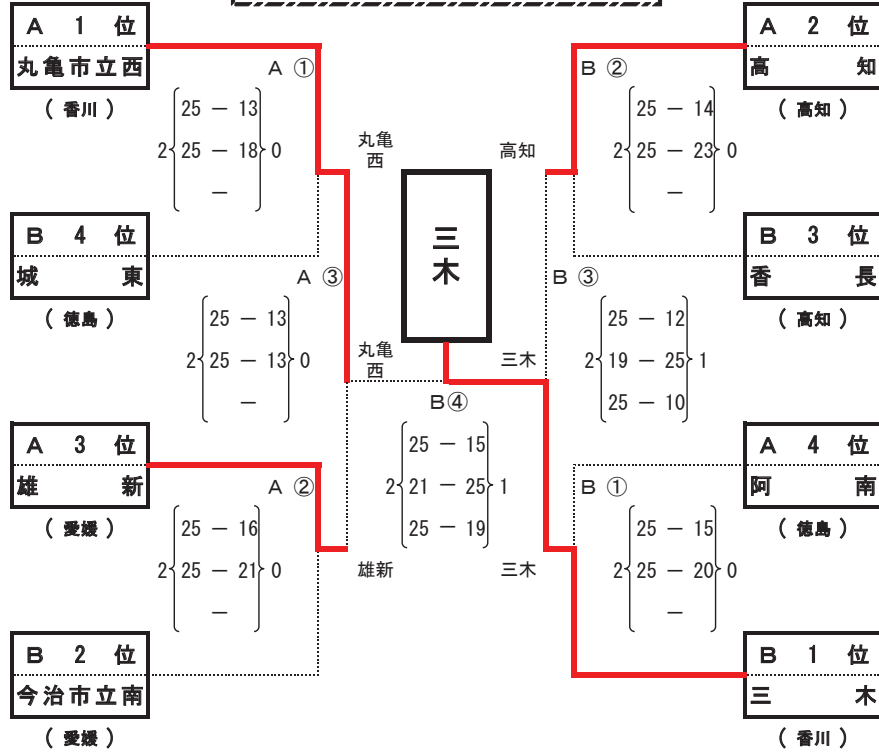 A 1 位
丸亀市立西
( 香川 )
A ①
25 － 13
2 25 － 18 0
－
丸亀
西
B 4 位
城 東
( 徳島 )
A ③
25 － 13
2 25 － 13 0
－
丸亀
西
A 3 位
雄 新
( 愛媛 )
A ②
25 － 16
2 25 － 21 0
－
雄新
B 2 位
今治市立南
( 愛媛 )
三木
B④
25 － 15
2 21 － 25 1
25 － 19
A 2 位
高 知
( 高知 )
B ②
25 － 14
2 25 － 23 0
－
高知
B 3 位
香 長
( 高知 )
B ③
25 － 12
2 19 － 25 1
25 － 10
三木
A 4 位
阿 南
( 徳島 )
B ①
25 － 15
2 25 － 20 0
－
三木
B 1 位
三 木
( 香川 )